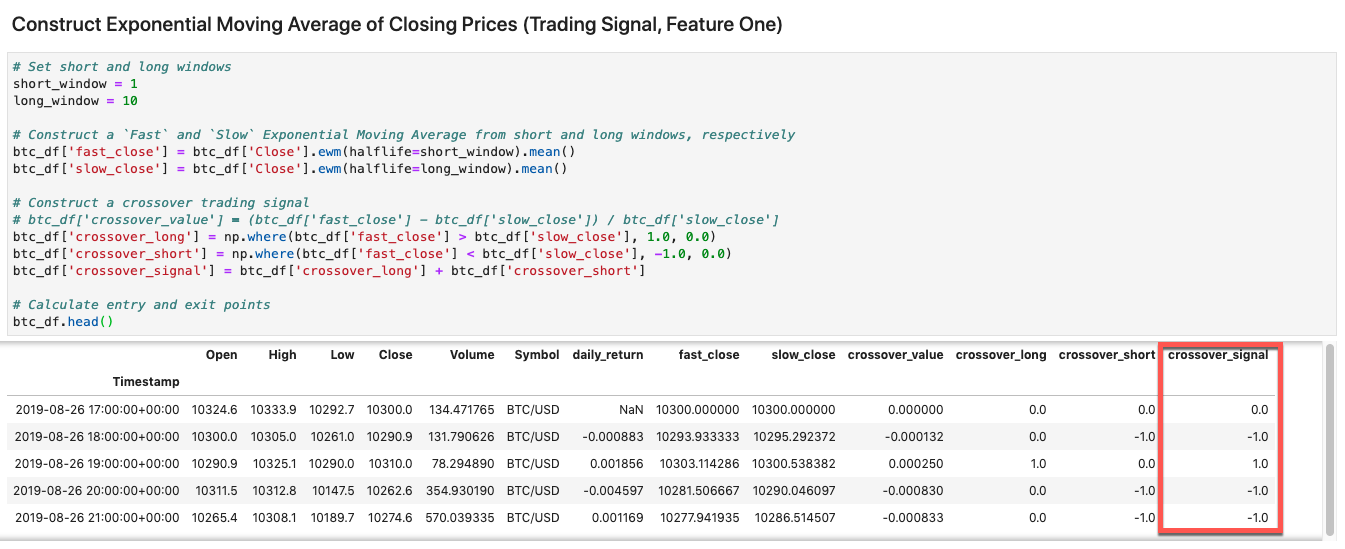 Construct Exponential Moving Average of Closing Prices (Trading Signal, Feature One)
# Set short and long windows
short_window = 1
long_window = 10
# Construct a `Fast` and `Slow` Exponential Moving Average from short and long windows, respectively
btc_df['fast_close'] = btc_df['Close'].ewm(halflife=short_window).mean()
btc_df['slow_close'] = btc_df['Close'].ewm(halflife=long_window).mean()
# Construct a crossover trading signal
# btc_df['crossover_value'] = (btc_df['fast_close'] - btc_df['slow_close']) / btc_df['slow_close']
btc_df['crossover_long'] = np.where(btc_df['fast_close'] > btc_df['slow_close'], 1.0, 0.0)
btc_df['crossover_short'] = np.where(btc_df['fast_close'] < btc_df['slow_close'], -1.0, 0.0)
btc_df['crossover_signal'] = btc_df['crossover_long'] + btc_df['crossover_short']
# Calculate entry and exit points
btc_df.head()
Open High Low Close Volume Symbol daily_return fast_close slow_close crossover_value crossover_long crossover_short crossover_signal
Timestamp
2019-08-26 17:00:00+00:00 10324.6 10333.9 10292.7 10300.0 134.471765 BTC/USD NaN 10300.000000 10300.000000 0.000000 0.0 0.0 0.0
2019-08-26 18:00:00+00:00 10300.0 10305.0 10261.0 10290.9 131.790626 BTC/USD -0.000883 10293.933333 10295.292372 -0.000132 0.0 -1.0 -1.0
2019-08-26 19:00:00+00:00 10290.9 10325.1 10290.0 10310.0 78.294890 BTC/USD 0.001856 10303.114286 10300.538382 0.000250 1.0 0.0 1.0
2019-08-26 20:00:00+00:00 10311.5 10312.8 10147.5 10262.6 354.930190 BTC/USD -0.004597 10281.506667 10290.046097 -0.000830 0.0 -1.0 -1.0
2019-08-26 21:00:00+00:00 10265.4 10308.1 10189.7 10274.6 570.039335 BTC/USD 0.001169 10277.941935 10286.514507 -0.000833 0.0 -1.0 -1.0